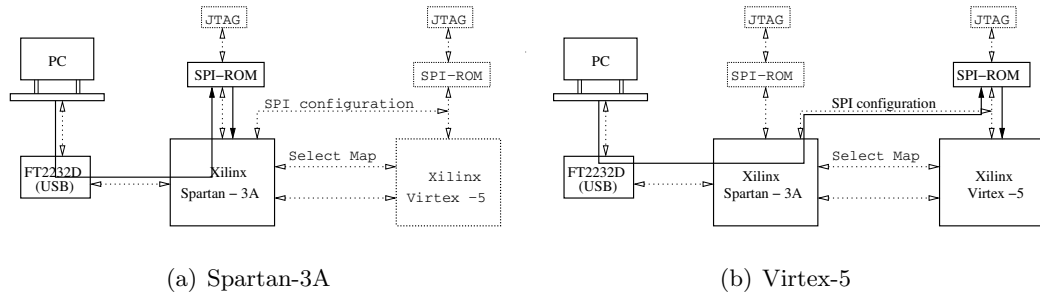 JTAG
JTAG
PC
SPI-ROM
SPI-ROM
SPI configuration
Select Map
FT2232D
(USB)
Xilinx
Spartan - 3A
Xilinx
Virtex -5
(a) Spartan-3A
JTAG
JTAG
PC
SPI-ROM
SPI-ROM
SPI configuration
Select Map
FT2232D
(USB)
Xilinx
Spartan - 3A
Xilinx
Virtex -5
(b) Virtex-5